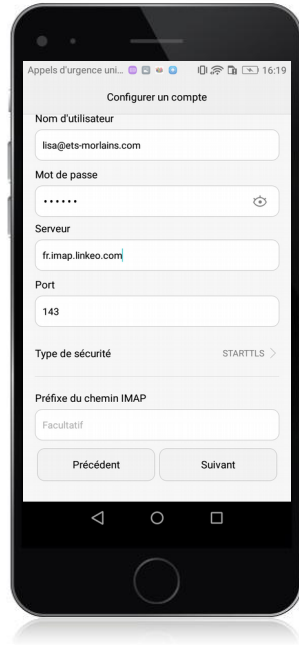 Appels d'urgence uni... 16:19
Configurer un compte
Nom d'utilisateur
lisa@ets-morlains.com
Mot de passe
••••••
Serveur
fr.imap.linkeo.com
Port
143
Type de sécurité STARTTLS
Préfixe du chemin IMAP
Facultatif
Précédent Suivant